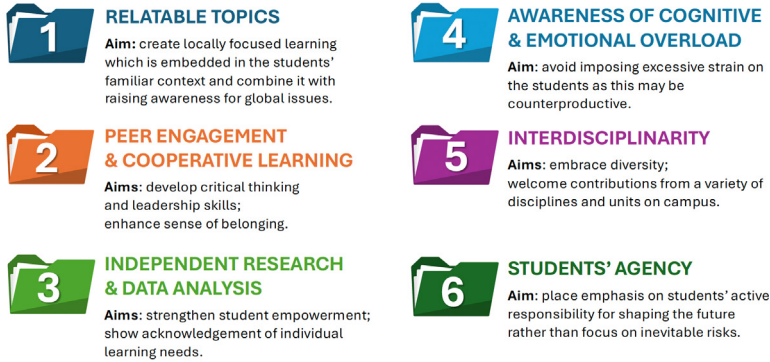 1
RELATABLE TOPICS
Aim: create locally focused learning
which is embedded in the students'
familiar context and combine it with
raising awareness for global issues.
2
PEER ENGAGEMENT
& COOPERATIVE LEARNING
Aims: develop critical thinking
and leadership skills;
enhance sense of belonging.
3
INDEPENDENT RESEARCH
& DATA ANALYSIS
Aims: strengthen student empowerment;
show acknowledgement of individual
learning needs.
4
AWARENESS OF COGNITIVE
& EMOTIONAL OVERLOAD
Aim: avoid imposing excessive strain on
the students as this may be
counterproductive.
5
INTERDISCIPLINARITY
Aims: embrace diversity;
welcome contributions from a variety of
disciplines and units on campus.
6
STUDENTS' AGENCY
Aim: place emphasis on students' active
responsibility for shaping the future
rather than focus on inevitable risks.